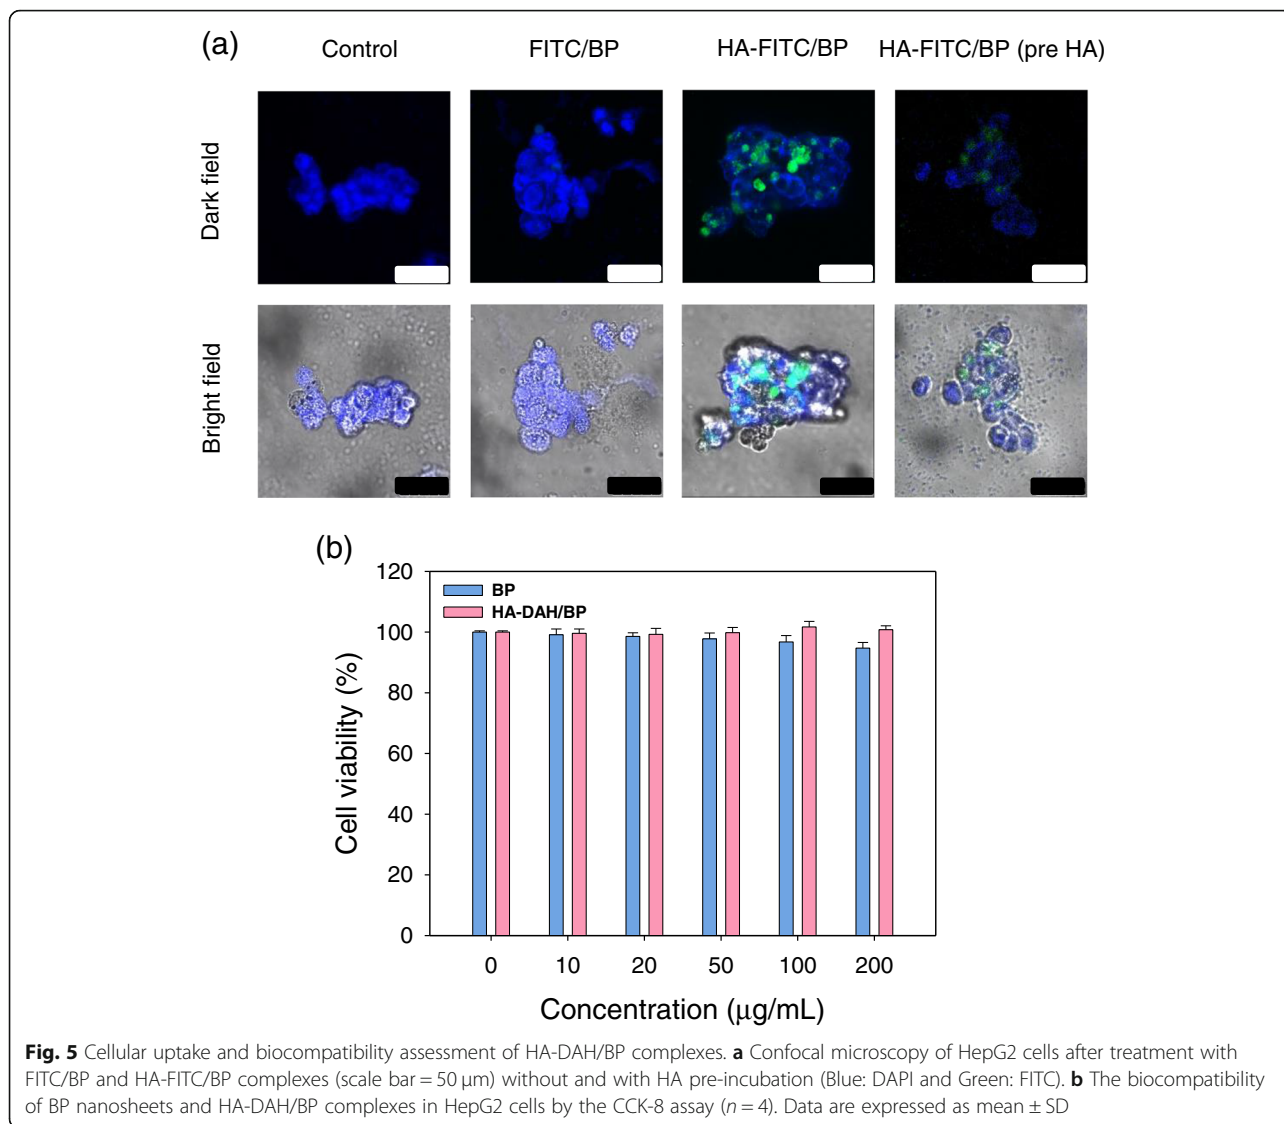 (a)
Control
FITC/BP
HA-FITC/BP
HA-FITC/BP (pre HA)
Dark field
Bright field
(b)
120
100
80
60
40
20
0
Cell viability (%)
BP
HA-DAH/BP
0 10 20 50 100 200
Concentration (μg/mL)
Fig. 5 Cellular uptake and biocompatibility assessment of HA-DAH/BP complexes. a Confocal microscopy of HepG2 cells after treatment with
FITC/BP and HA-FITC/BP complexes (scale bar = 50 μm) without and with HA pre-incubation (Blue: DAPI and Green: FITC). b The biocompatibility
of BP nanosheets and HA-DAH/BP complexes in HepG2 cells by the CCK-8 assay (n = 4). Data are expressed as mean ± SD